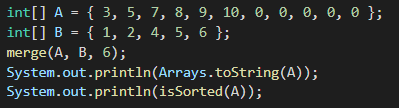 int[] A = { 3, 5, 7, 8, 9, 10, 0, 0, 0, 0, 0 };
int[] B = { 1, 2, 4, 5, 6 };
merge(A, B, 6);
System.out.println(Arrays.toString(A));
System.out.println(isSorted(A));